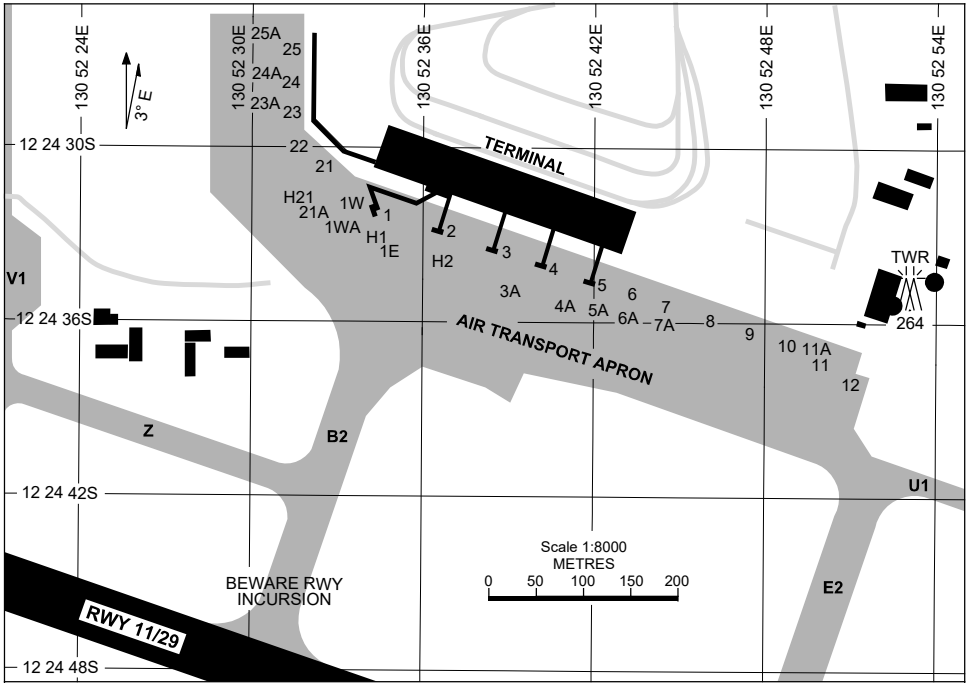 130 52 24E
130 52 30E
130 52 36E
130 52 42E
130 52 48E
130 52 54E
3° E
25A
25
24A
24
23A
23
12 24 30S
22
21
TERMINAL
H21
21A
1W
1
1WA
H1
1E
2
H2
3
4
5
TWR
264
V1
3A
4A
5A
6
6A
7
7A
8
9
10
11A
11
12
12 24 36S
AIR TRANSPORT APRON
Z
B2
12 24 42S
U1
E2
Scale 1:8000
METRES
0 50 100 150 200
BEWARE RWY
INCURSION
RWY 11/29
12 24 48S